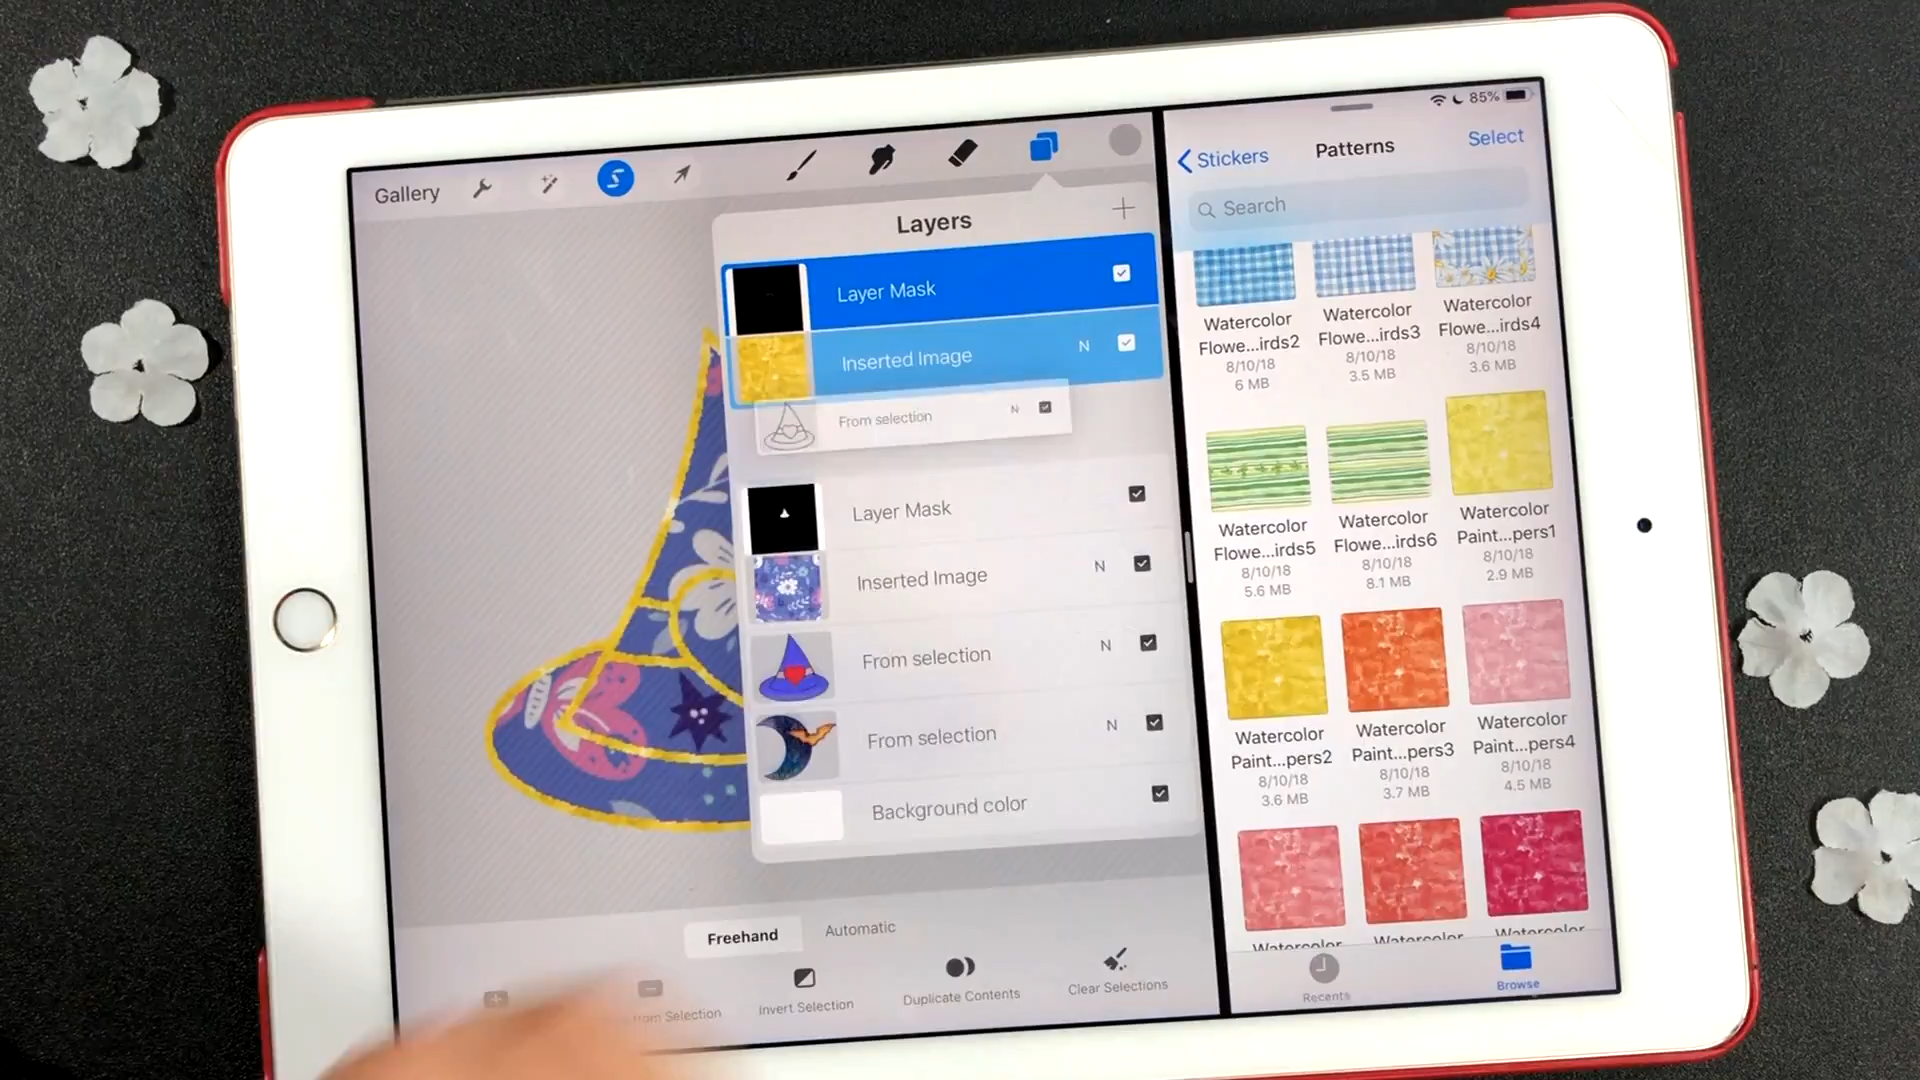 Gallery
Layers
Layer Mask
Inserted Image N
From selection N
Layer Mask
Inserted Image N
From selection N
From selection N
Background color
Freehand Automatic
from Selection
Invert Selection
Duplicate Contents
Clear Selections
85%
Stickers Patterns Select
Search
Watercolor
Flowe...irds2
8/10/18
6 MB
Watercolor
Flowe...irds3
8/10/18
3.5 MB
Watercolor
Flowe...irds4
8/10/18
3.6 MB
Watercolor
Flowe...irds5
8/10/18
5.6 MB
Watercolor
Flowe...irds6
8/10/18
8.1 MB
Watercolor
Paint...pers1
8/10/18
2.9 MB
Watercolor
Paint...pers2
8/10/18
3.6 MB
Watercolor
Paint...pers3
8/10/18
3.7 MB
Watercolor
Paint...pers4
8/10/18
4.5 MB
Watercolor
Watercolor
Watercolor
Recents
Browse